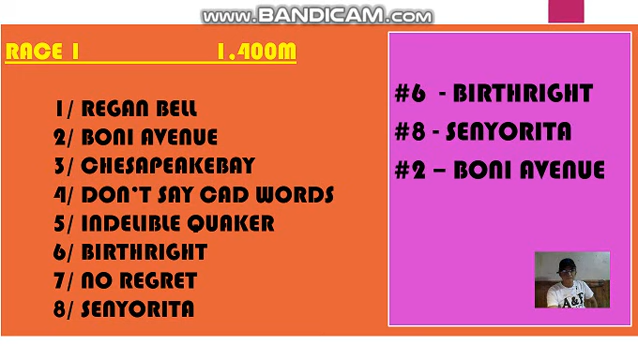 www.BANDICAM.com
RACE 1 1,400M
1/ REGAN BELL
2/ BONI AVENUE
3/ CHESAPEAKEBAY
4/ DON'T SAY CAD WORDS
5/ INDELIBLE QUAKER
6/ BIRTHRIGHT
7/ NO REGRET
8/ SENYORITA
#6 - BIRTHRIGHT
#8 - SENYORITA
#2 – BONI AVENUE
A&F